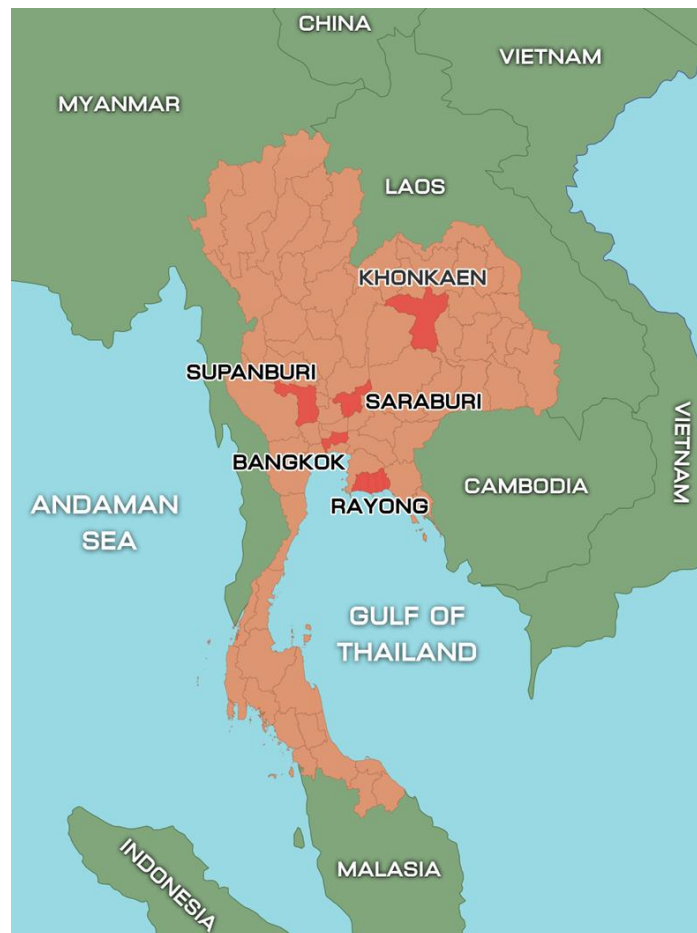 CHINA
VIETNAM
MYANMAR
LAOS
KHONKAEN
SUPANBURI
SARABURI
BANGKOK
RAYONG
CAMBODIA
VIETNAM
ANDAMAN
SEA
GULF OF
THAILAND
MALASIA
INDONESIA